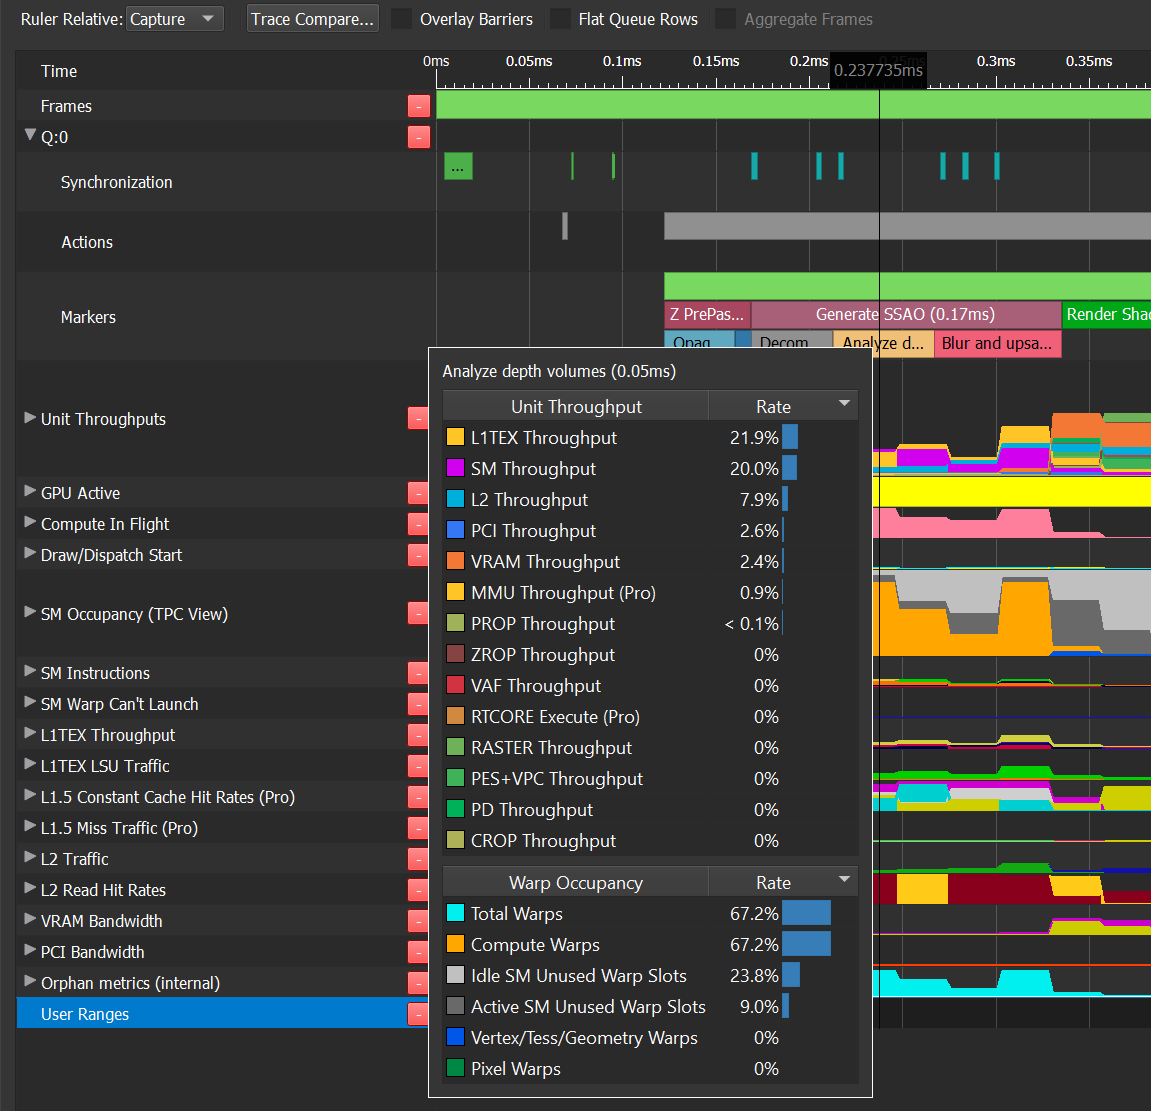 Ruler Relative: Capture Trace Compare... Overlay Barriers Flat Queue Rows Aggregate Frames
Time 0ms 0.05ms 0.1ms 0.15ms 0.2ms 0.237735ms 0.3ms 0.35ms
Frames -
Q:0 -
...
Synchronization
Actions
Z PrePas... Generate SSAO (0.17ms) Render Shad
Markers
Opaq Decom Analyze d... Blur and upsa...
Analyze depth volumes (0.05ms)
Unit Throughput Rate
Unit Throughputs -
L1TEX Throughput 21.9%
SM Throughput 20.0%
GPU Active -
L2 Throughput 7.9%
Compute In Flight -
PCI Throughput 2.6%
Draw/Dispatch Start -
VRAM Throughput 2.4%
MMU Throughput (Pro) 0.9%
SM Occupancy (TPC View) -
PROP Throughput < 0.1%
ZROP Throughput 0%
SM Instructions -
VAF Throughput 0%
SM Warp Can't Launch -
RTCORE Execute (Pro) 0%
L1TEX Throughput -
RASTER Throughput 0%
L1TEX LSU Traffic -
PES+VPC Throughput 0%
L1.5 Constant Cache Hit Rates (Pro) -
PD Throughput 0%
L1.5 Miss Traffic (Pro) -
CROP Throughput 0%
L2 Traffic -
Warp Occupancy Rate
L2 Read Hit Rates -
Total Warps 67.2%
VRAM Bandwidth -
Compute Warps 67.2%
PCI Bandwidth -
Idle SM Unused Warp Slots 23.8%
Orphan metrics (internal) -
Active SM Unused Warp Slots 9.0%
User Ranges -
Vertex/Tess/Geometry Warps 0%
Pixel Warps 0%